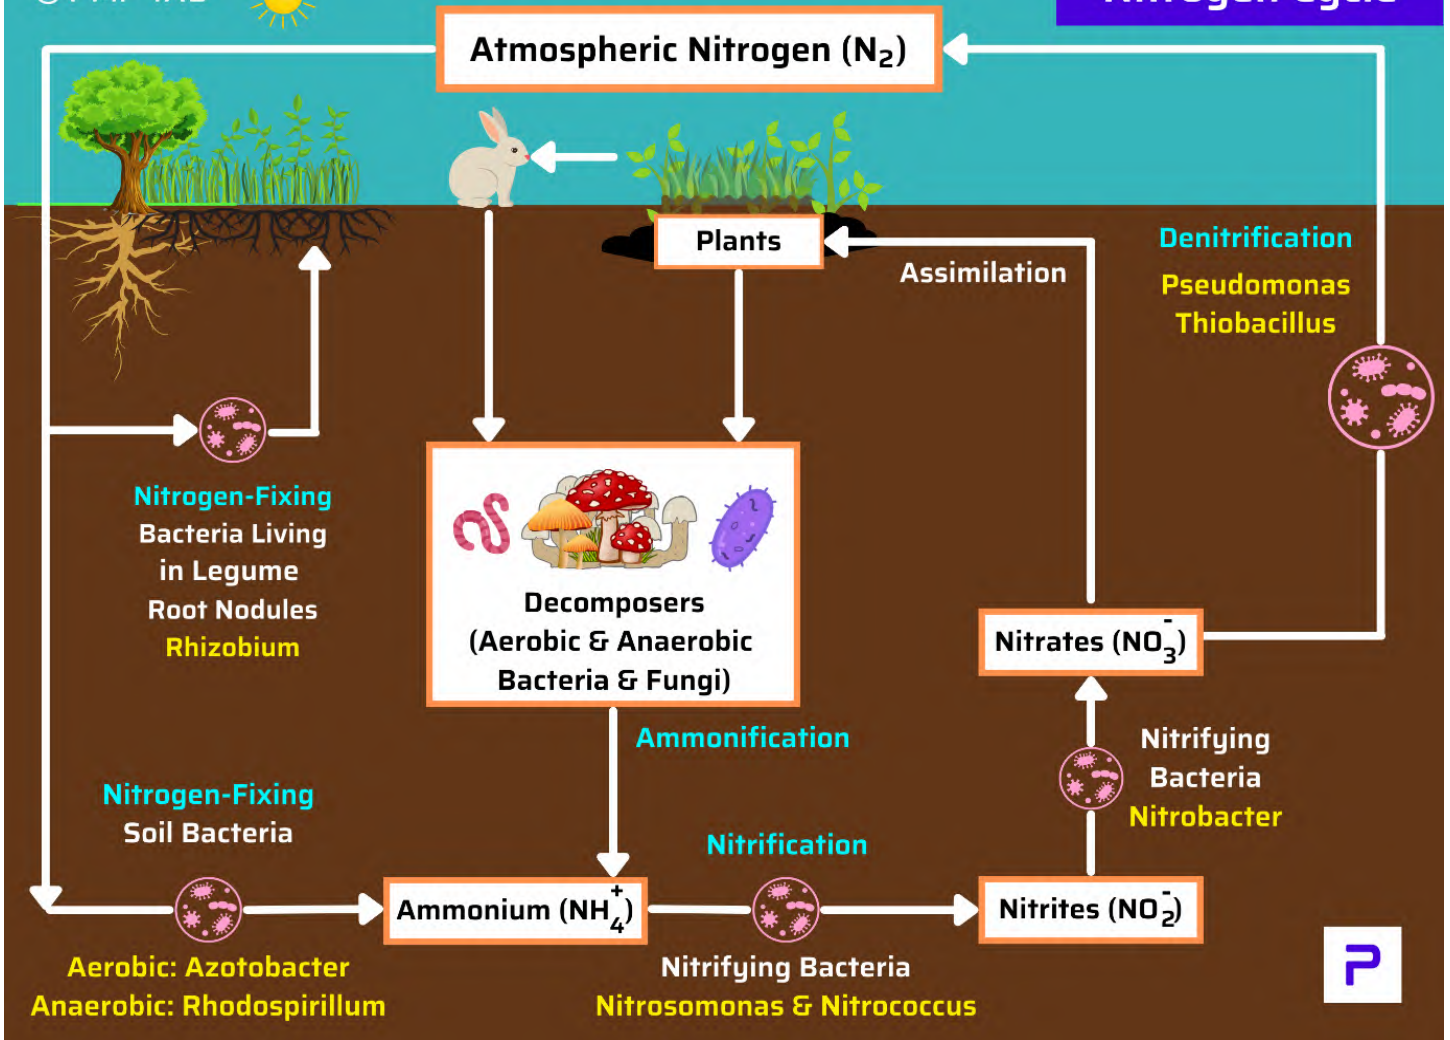 Nitrogen Cycle
Atmospheric Nitrogen (N₂)
Plants
Assimilation
Denitrification
Pseudomonas
Thiobacillus
Nitrogen-Fixing
Bacteria Living
in Legume
Root Nodules
Rhizobium
Decomposers
(Aerobic & Anaerobic
Bacteria & Fungi)
Nitrates (NO₃⁻)
Ammonification
Nitrifying
Bacteria
Nitrobacter
Nitrogen-Fixing
Soil Bacteria
Nitrification
Ammonium (NH₄⁺)
Nitrites (NO₂⁻)
Aerobic: Azotobacter
Anaerobic: Rhodospirillum
Nitrifying Bacteria
Nitrosomonas & Nitrococcus
P